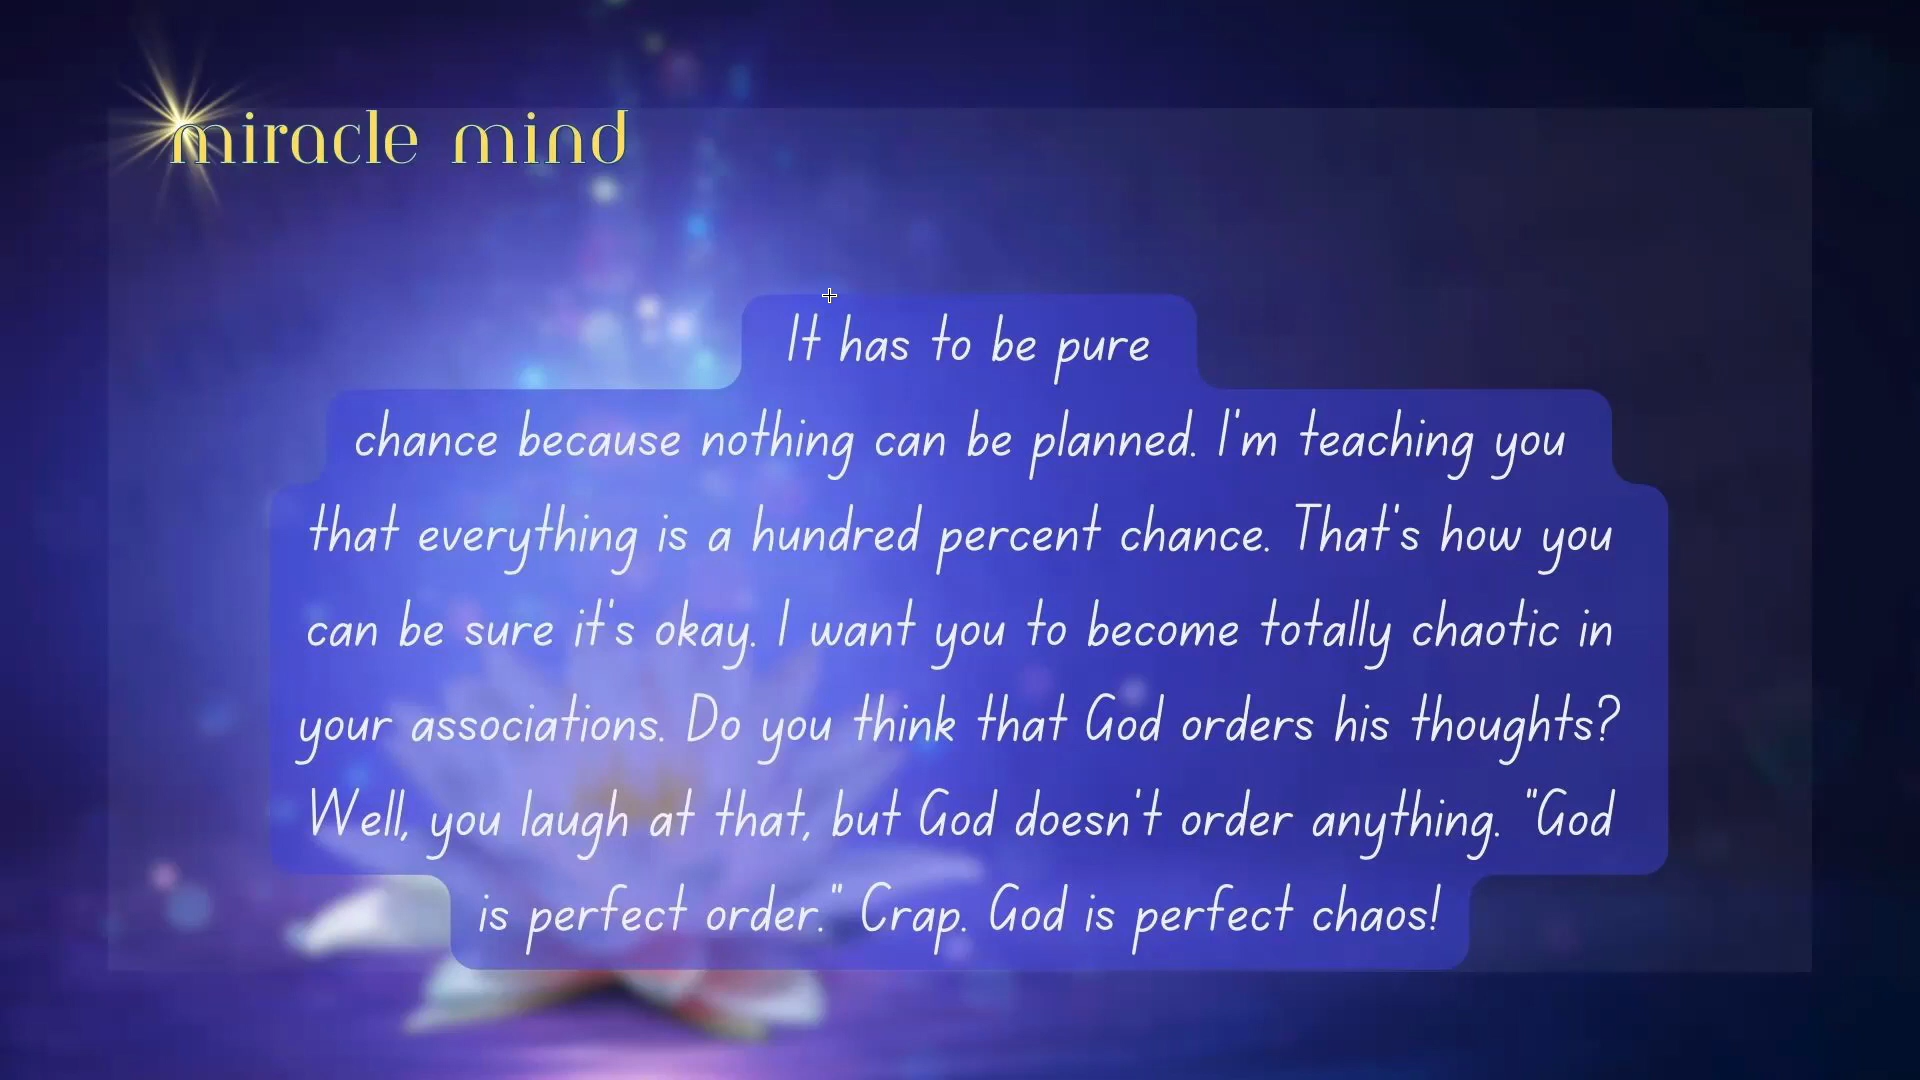 miracle mind
It has to be pure
chance because nothing can be planned. I'm teaching you
that everything is a hundred percent chance. That's how you
can be sure it's okay. I want you to become totally chaotic in
your associations. Do you think that God orders his thoughts?
Well, you laugh at that, but God doesn't order anything. "God
is perfect order." Crap. God is perfect chaos!